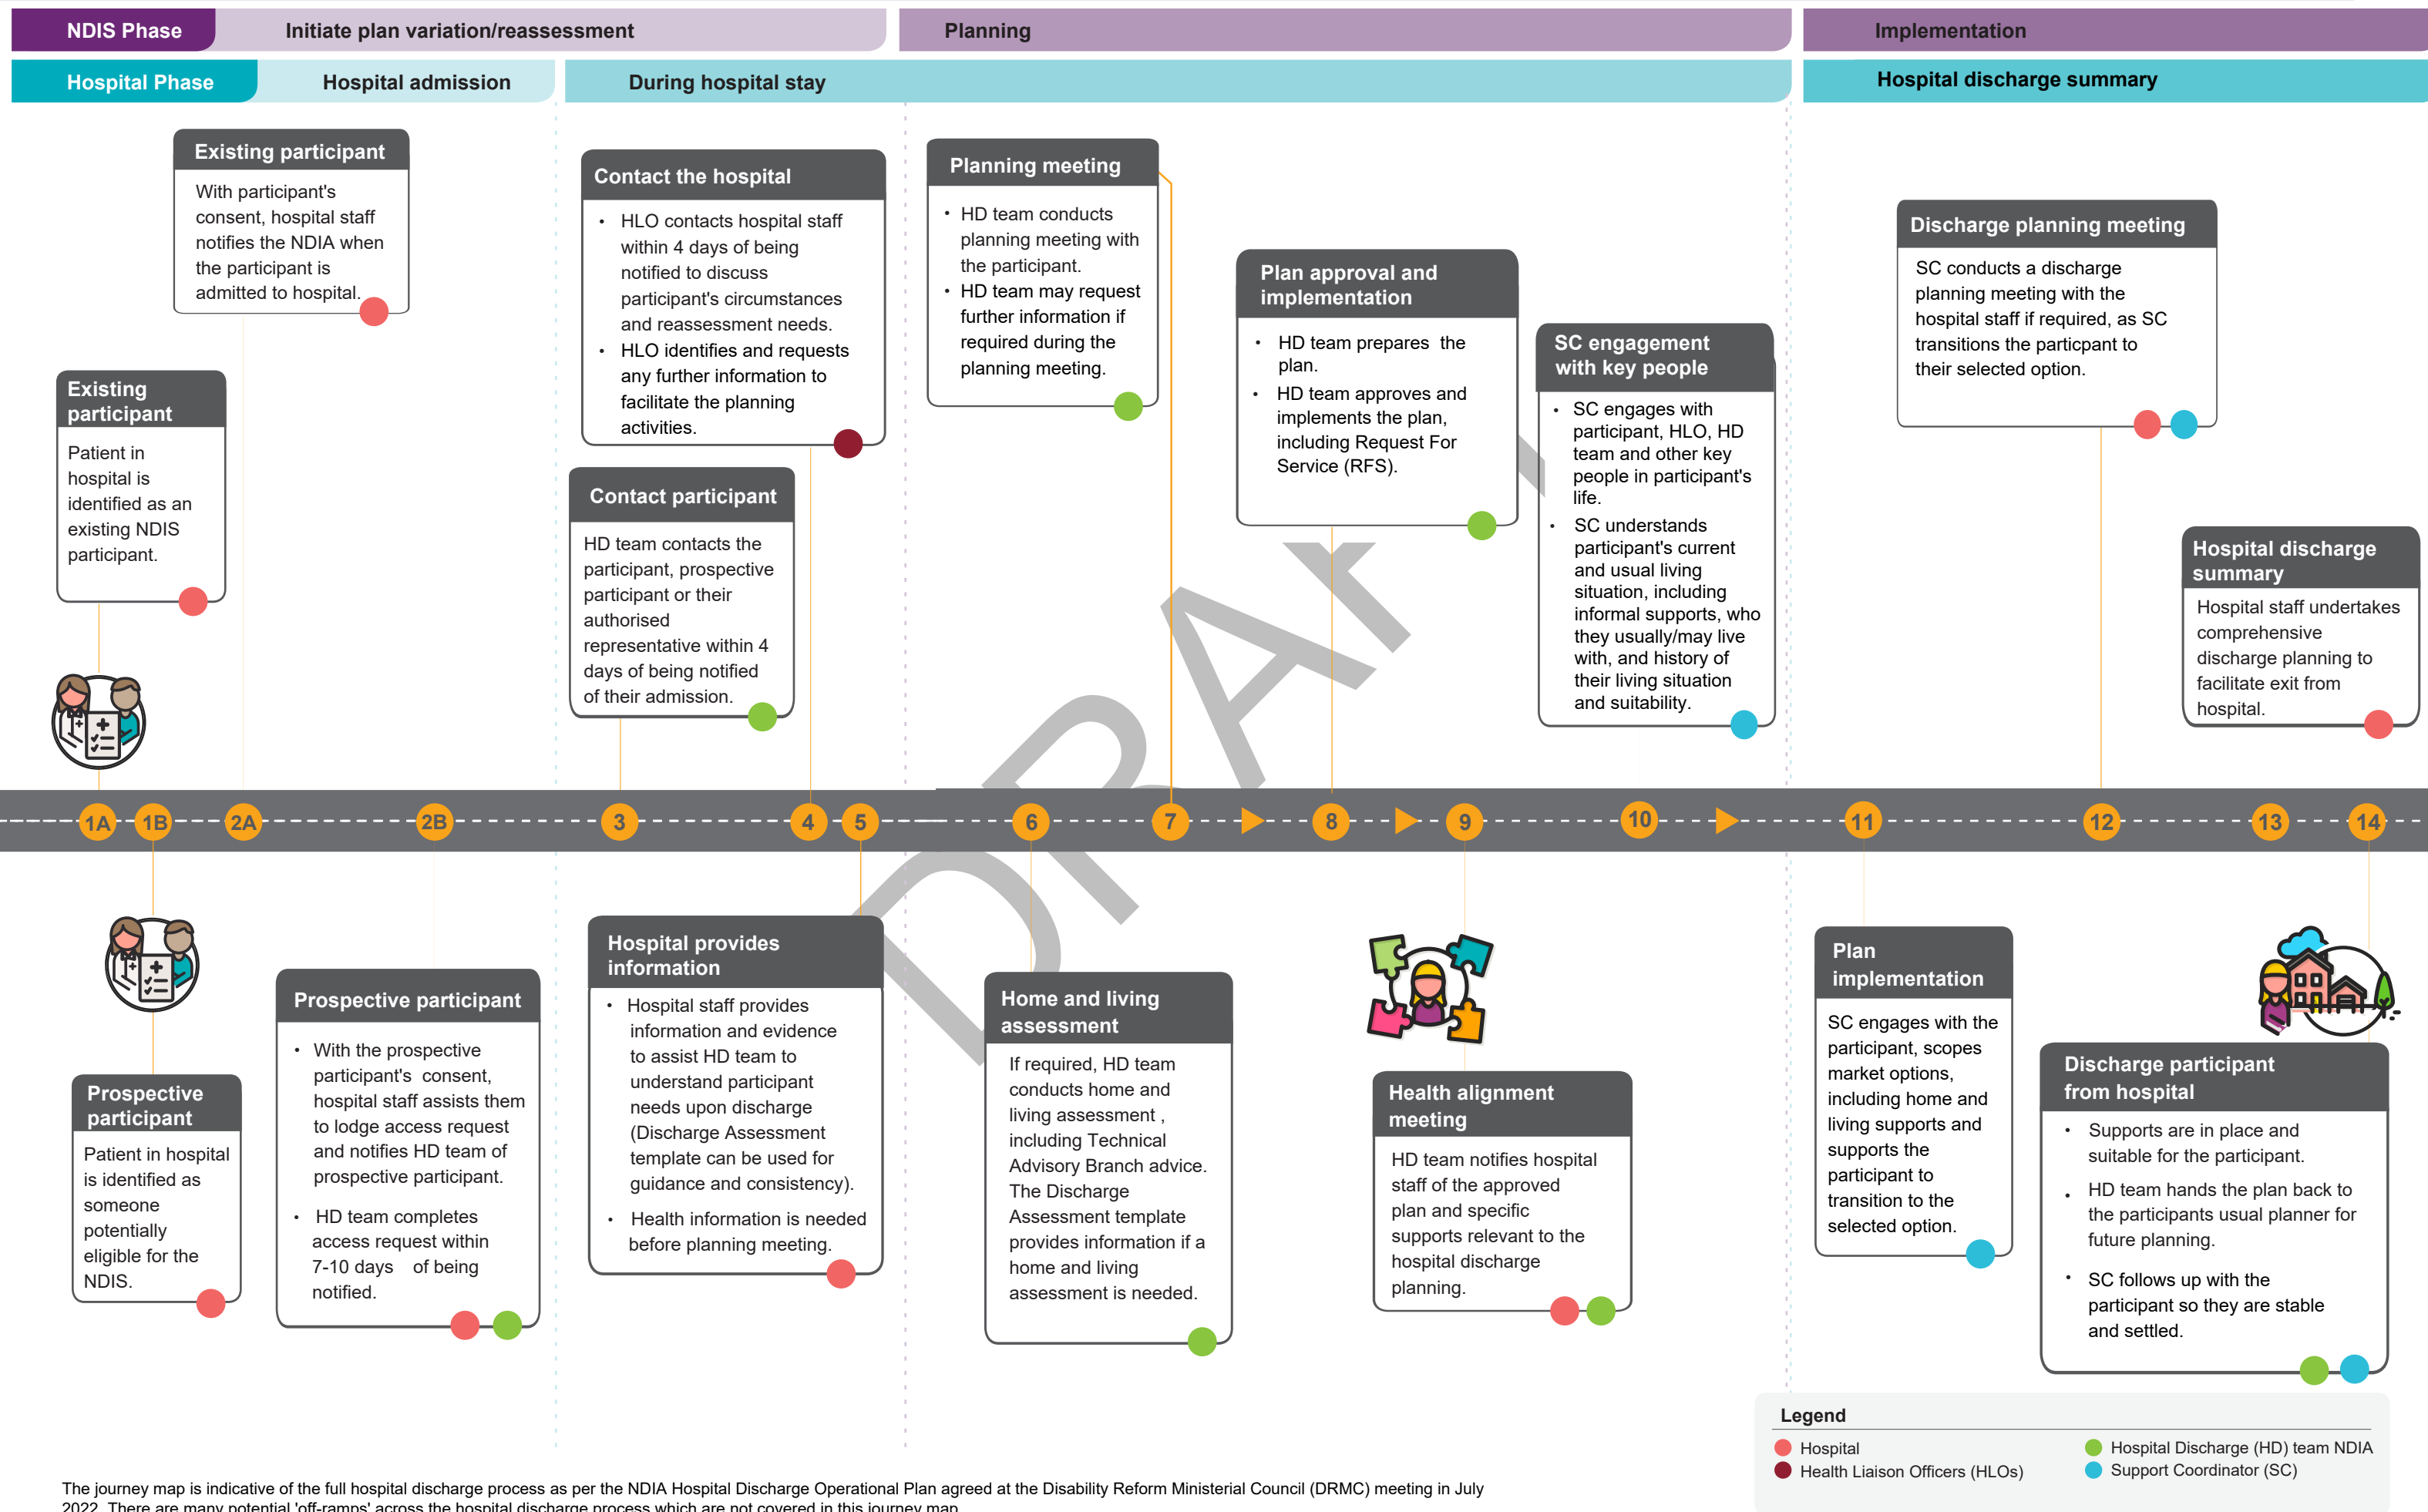 NDIS Phase
Initiate plan variation/reassessment
Planning
Implementation
Hospital Phase
Hospital admission
During hospital stay
Hospital discharge summary
Existing participant
With participant's
consent, hospital staff
notifies the NDIA when
the participant is
admitted to hospital.
Existing
participant
Patient in
hospital is
identified as an
existing NDIS
participant.
Contact the hospital
• HLO contacts hospital staff
within 4 days of being
notified to discuss
participant's circumstances
and reassessment needs.
• HLO identifies and requests
any further information to
facilitate the planning
activities.
Contact participant
HD team contacts the
participant, prospective
participant or their
authorised
representative within 4
days of being notified
of their admission.
Planning meeting
• HD team conducts
planning meeting with
the participant.
• HD team may request
further information if
required during the
planning meeting.
Plan approval and
implementation
• HD team prepares the
plan.
• HD team approves and
implements the plan,
including Request For
Service (RFS).
SC engagement
with key people
• SC engages with
participant, HLO, HD
team and other key
people in participant's
life.
• SC understands
participant's current
and usual living
situation, including
informal supports, who
they usually/may live
with, and history of
their living situation
and suitability.
Discharge planning meeting
SC conducts a discharge
planning meeting with the
hospital staff if required, as SC
transitions the particpant to
their selected option.
Hospital discharge
summary
Hospital staff undertakes
comprehensive
discharge planning to
facilitate exit from
hospital.
DRAFT
1A 1B 2A 2B 3 4 5 6 7 8 9 10 11 12 13 14
Prospective
participant
Patient in hospital
is identified as
someone
potentially
eligible for the
NDIS.
Prospective participant
• With the prospective
participant's consent,
hospital staff assists them
to lodge access request
and notifies HD team of
prospective participant.
• HD team completes
access request within
7-10 days of being
notified.
Hospital provides
information
• Hospital staff provides
information and evidence
to assist HD team to
understand participant
needs upon discharge
(Discharge Assessment
template can be used for
guidance and consistency).
• Health information is needed
before planning meeting.
Home and living
assessment
If required, HD team
conducts home and
living assessment ,
including Technical
Advisory Branch advice.
The Discharge
Assessment template
provides information if a
home and living
assessment is needed.
Health alignment
meeting
HD team notifies hospital
staff of the approved
plan and specific
supports relevant to the
hospital discharge
planning.
Plan
implementation
SC engages with the
participant, scopes
market options,
including home and
living supports and
supports the
participant to
transition to the
selected option.
Discharge participant
from hospital
• Supports are in place and
suitable for the participant.
• HD team hands the plan back to
the participants usual planner for
future planning.
• SC follows up with the
participant so they are stable
and settled.
Legend
Hospital
Health Liaison Officers (HLOs)
Hospital Discharge (HD) team NDIA
Support Coordinator (SC)
The journey map is indicative of the full hospital discharge process as per the NDIA Hospital Discharge Operational Plan agreed at the Disability Reform Ministerial Council (DRMC) meeting in July
2022. There are many potential 'off-ramps' across the hospital discharge process which are not covered in this journey map.